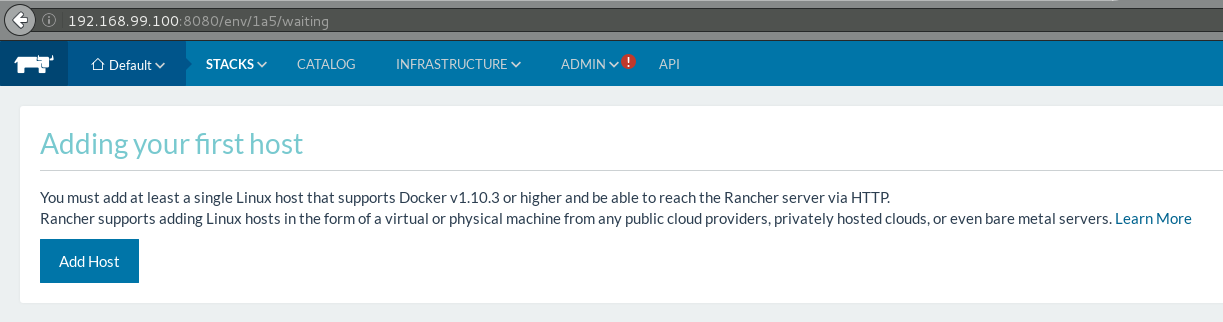 192.168.99.100:8080/env/1a5/waiting
Default STACKS CATALOG INFRASTRUCTURE ADMIN ! API
Adding your first host
You must add at least a single Linux host that supports Docker v1.10.3 or higher and be able to reach the Rancher server via HTTP.
Rancher supports adding Linux hosts in the form of a virtual or physical machine from any public cloud providers, privately hosted clouds, or even bare metal servers. Learn More
Add Host